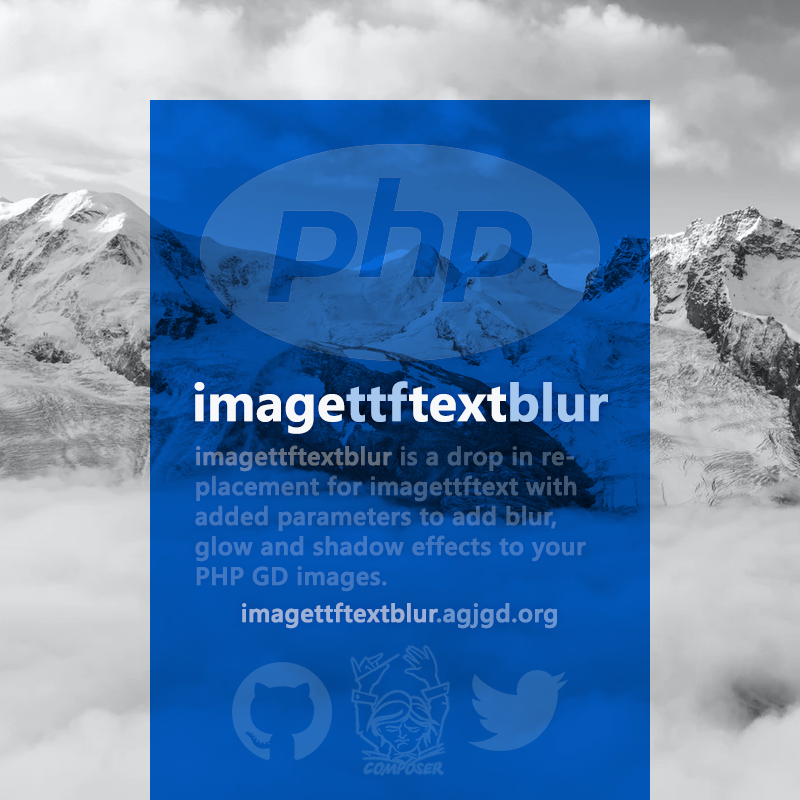 php
imagettftextblur
imagettftextblur is a drop in re-
placement for imagettftext with
added parameters to add blur,
glow and shadow effects to your
PHP GD images.
imagettftextblur.agjgd.org
COMPOSER